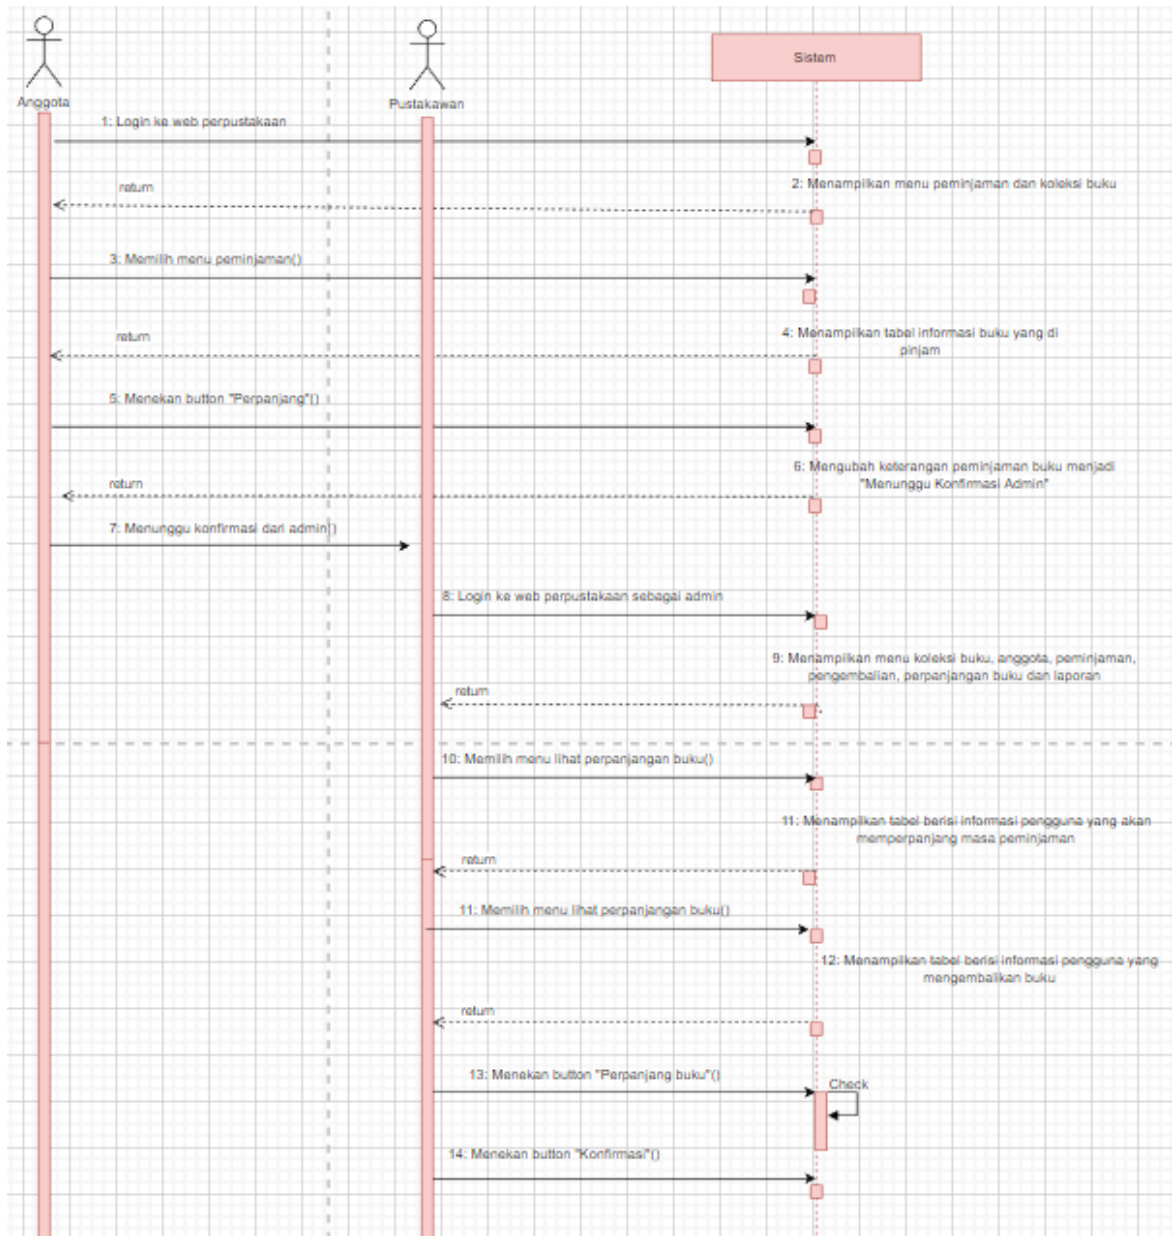 Sistem
Anggota
Pustakawan
1: Login ke web perpustakaan
2: Menampilkan menu peminjaman dan koleksi buku
return
3: Memilih menu peminjaman()
4: Menampilkan tabel informasi buku yang di
pinjam
return
5: Menekan button "Perpanjang"()
6: Mengubah keterangan peminjaman buku menjadi
"Menunggu Konfirmasi Admin"
return
7: Menunggu konfirmasi dari admin()
8: Login ke web perpustakaan sebagai admin
9: Menampilkan menu koleksi buku, anggota, peminjaman,
pengembalian, perpanjangan buku dan laporan
return
10: Memilih menu lihat perpanjangan buku()
11: Menampilkan tabel berisi informasi pengguna yang akan
memperpanjang masa peminjaman
return
11: Memilih menu lihat perpanjangan buku()
12: Menampilkan tabel berisi informasi pengguna yang
mengembalikan buku
return
13: Menekan button "Perpanjang buku"()
Check
14: Menekan button "Konfirmasi"()